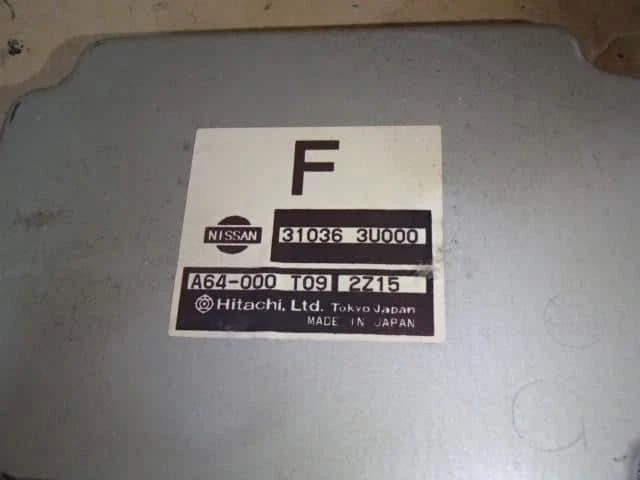 F
NISSAN 31036 3U000
A64-000 T09 2Z15
Hitachi, Ltd. Tokyo Japan
MADE IN JAPAN